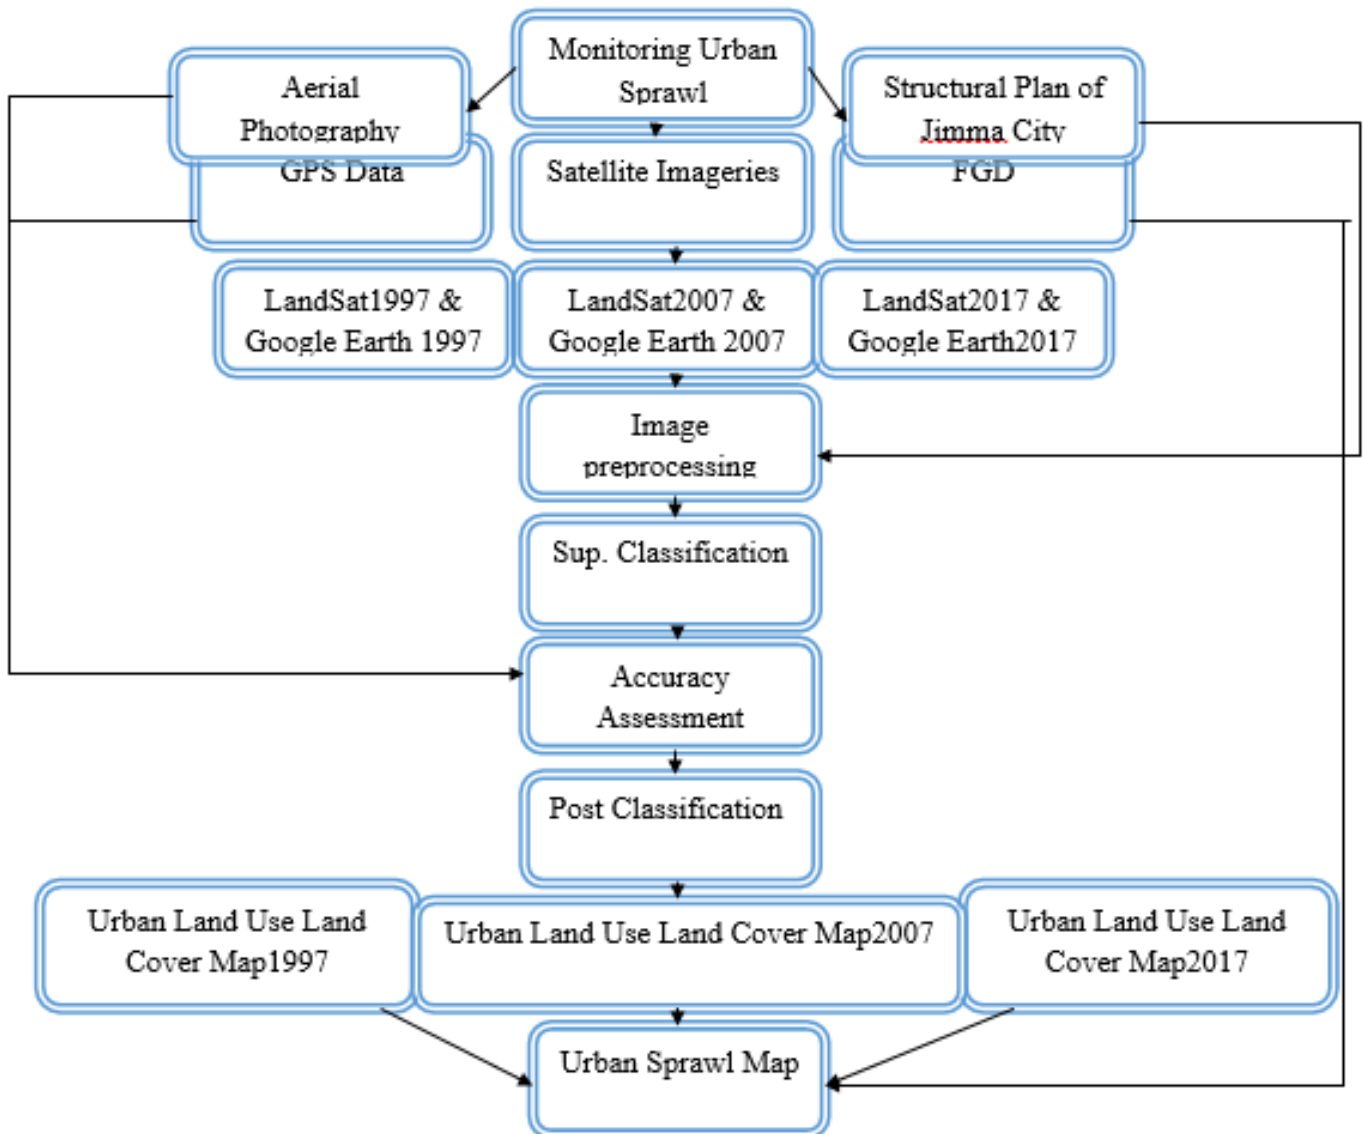 Monitoring Urban
Sprawl
Aerial
Photography
Structural Plan of
Jimma City
GPS Data
Satellite Imageries
FGD
LandSat1997 &
Google Earth 1997
LandSat2007 &
Google Earth 2007
LandSat2017 &
Google Earth2017
Image
preprocessing
Sup. Classification
Accuracy
Assessment
Post Classification
Urban Land Use Land
Cover Map1997
Urban Land Use Land Cover Map2007
Urban Land Use Land
Cover Map2017
Urban Sprawl Map